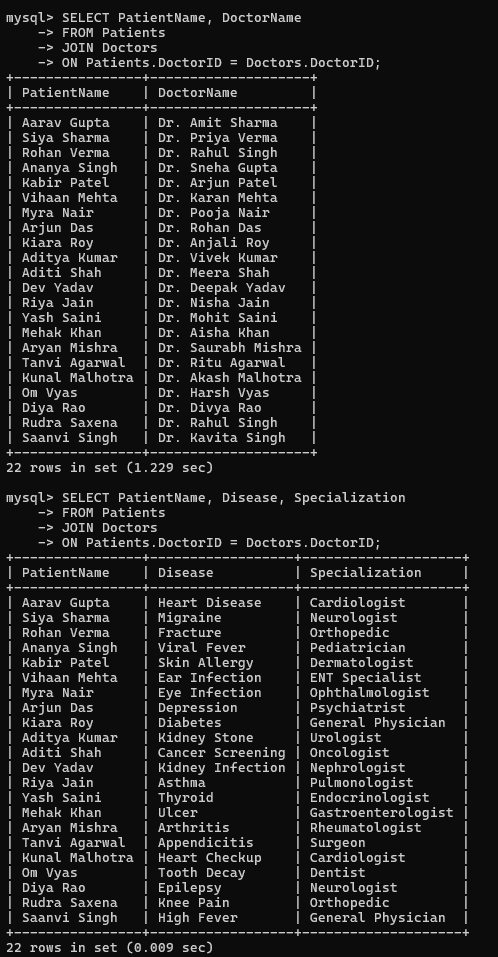 mysql> SELECT PatientName, DoctorName
    -> FROM Patients
    -> JOIN Doctors
    -> ON Patients.DoctorID = Doctors.DoctorID;
+----------------+--------------------+
| PatientName    | DoctorName         |
+----------------+--------------------+
| Aarav Gupta    | Dr. Amit Sharma    |
| Siya Sharma    | Dr. Priya Verma    |
| Rohan Verma    | Dr. Rahul Singh    |
| Ananya Singh   | Dr. Sneha Gupta    |
| Kabir Patel    | Dr. Arjun Patel    |
| Vihaan Mehta   | Dr. Karan Mehta    |
| Myra Nair      | Dr. Pooja Nair     |
| Arjun Das      | Dr. Rohan Das      |
| Kiara Roy      | Dr. Anjali Roy     |
| Aditya Kumar   | Dr. Vivek Kumar    |
| Aditi Shah     | Dr. Meera Shah     |
| Dev Yadav      | Dr. Deepak Yadav   |
| Riya Jain      | Dr. Nisha Jain     |
| Yash Saini     | Dr. Mohit Saini    |
| Mehak Khan     | Dr. Aisha Khan     |
| Aryan Mishra   | Dr. Saurabh Mishra |
| Tanvi Agarwal  | Dr. Ritu Agarwal   |
| Kunal Malhotra | Dr. Akash Malhotra |
| Om Vyas        | Dr. Harsh Vyas     |
| Diya Rao       | Dr. Divya Rao      |
| Rudra Saxena   | Dr. Rahul Singh    |
| Saanvi Singh   | Dr. Kavita Singh   |
+----------------+--------------------+
22 rows in set (1.229 sec)

mysql> SELECT PatientName, Disease, Specialization
    -> FROM Patients
    -> JOIN Doctors
    -> ON Patients.DoctorID = Doctors.DoctorID;
+----------------+------------------+--------------------+
| PatientName    | Disease          | Specialization     |
+----------------+------------------+--------------------+
| Aarav Gupta    | Heart Disease    | Cardiologist       |
| Siya Sharma    | Migraine         | Neurologist        |
| Rohan Verma    | Fracture         | Orthopedic         |
| Ananya Singh   | Viral Fever      | Pediatrician       |
| Kabir Patel    | Skin Allergy     | Dermatologist      |
| Vihaan Mehta   | Ear Infection    | ENT Specialist     |
| Myra Nair      | Eye Infection    | Ophthalmologist    |
| Arjun Das      | Depression       | Psychiatrist       |
| Kiara Roy      | Diabetes         | General Physician  |
| Aditya Kumar   | Kidney Stone     | Urologist          |
| Aditi Shah     | Cancer Screening | Oncologist         |
| Dev Yadav      | Kidney Infection | Nephrologist       |
| Riya Jain      | Asthma           | Pulmonologist      |
| Yash Saini     | Thyroid          | Endocrinologist    |
| Mehak Khan     | Ulcer            | Gastroenterologist |
| Aryan Mishra   | Arthritis        | Rheumatologist     |
| Tanvi Agarwal  | Appendicitis     | Surgeon            |
| Kunal Malhotra | Heart Checkup    | Cardiologist       |
| Om Vyas        | Tooth Decay      | Dentist            |
| Diya Rao       | Epilepsy         | Neurologist        |
| Rudra Saxena   | Knee Pain        | Orthopedic         |
| Saanvi Singh   | High Fever       | General Physician  |
+----------------+------------------+--------------------+
22 rows in set (0.009 sec)